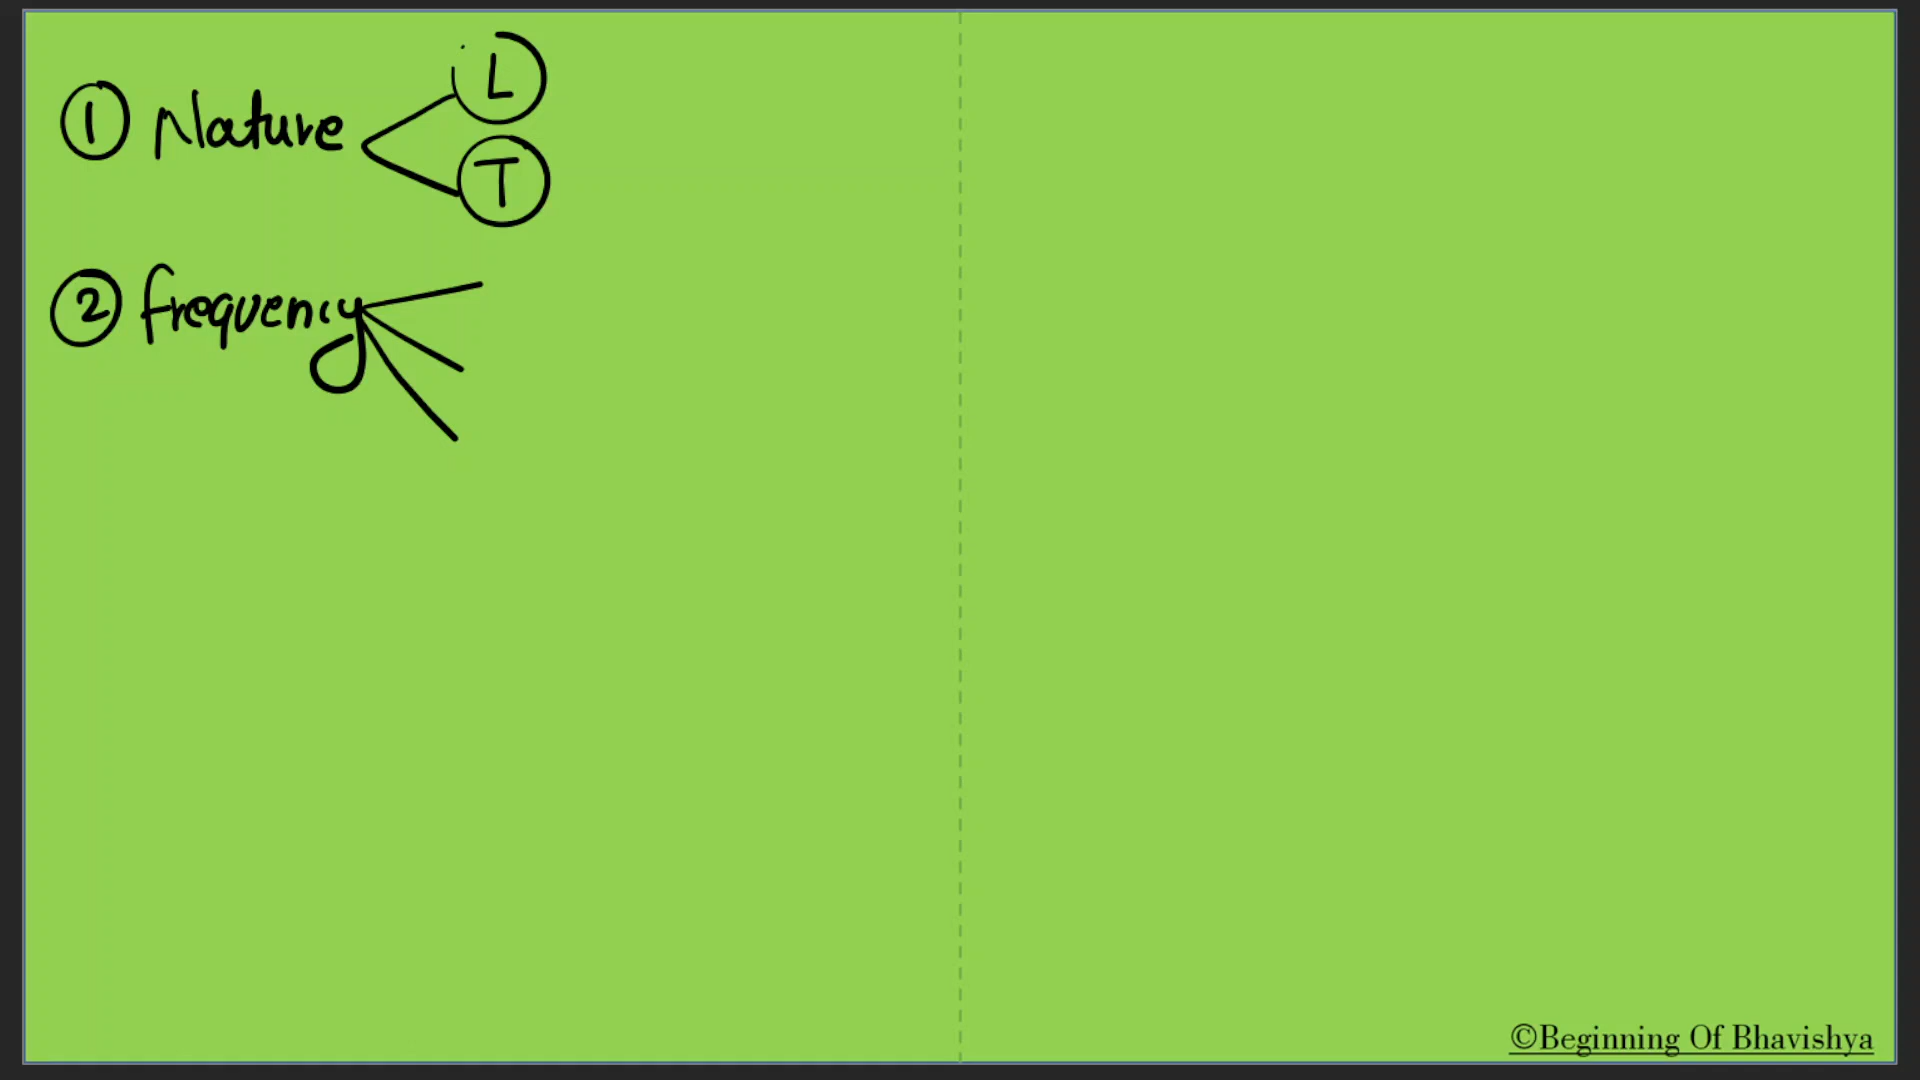 ① Nature
L
T
② frequency
©Beginning Of Bhavishya